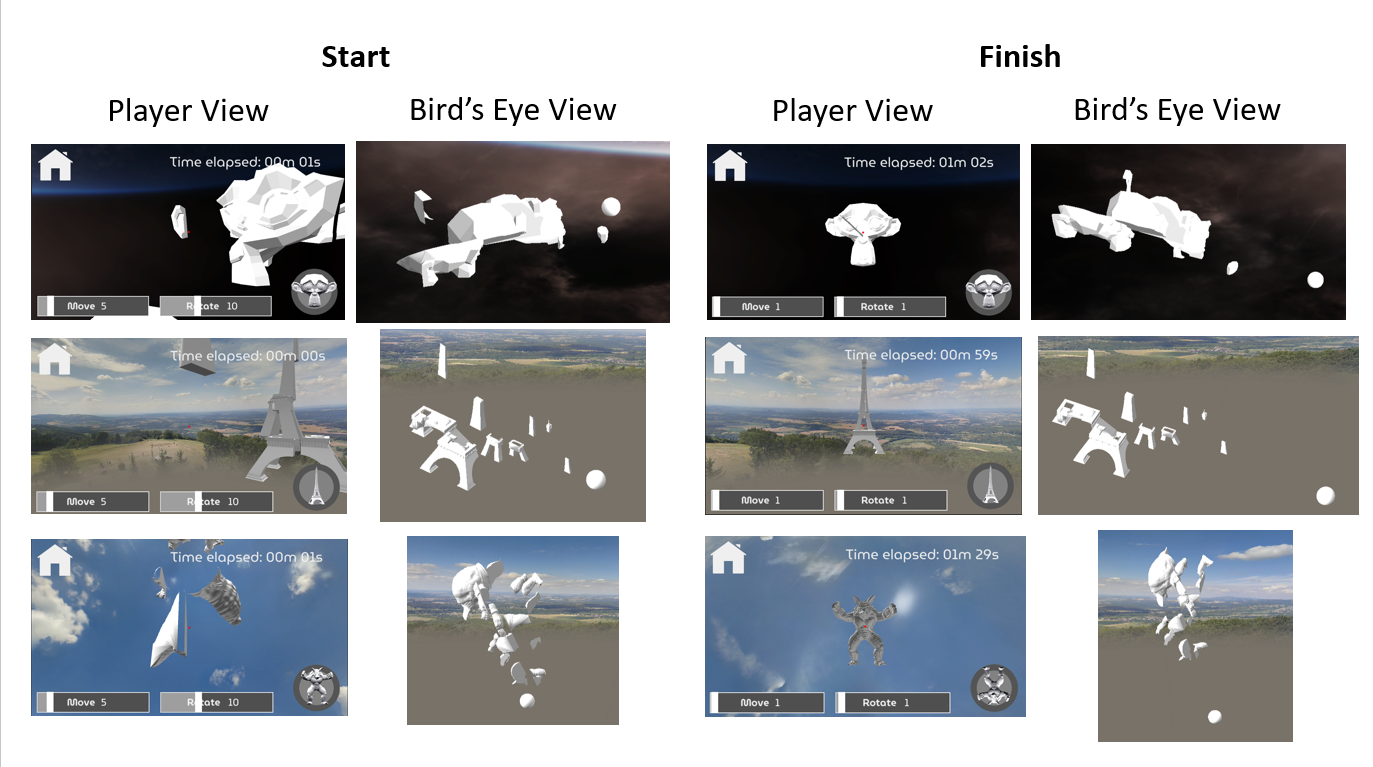 Start
Finish
Player View
Bird's Eye View
Player View
Bird's Eye View
Time elapsed: 00m 01s
Move 5
Rotate 10
Time elapsed: 01m 02s
Move 1
Rotate 1
Time elapsed: 00m 00s
Move 5
Rotate 10
Time elapsed: 00m 59s
Move 1
Rotate 1
Time elapsed: 00m 01s
Move 5
Rotate 10
Time elapsed: 01m 29s
Move 1
Rotate 1